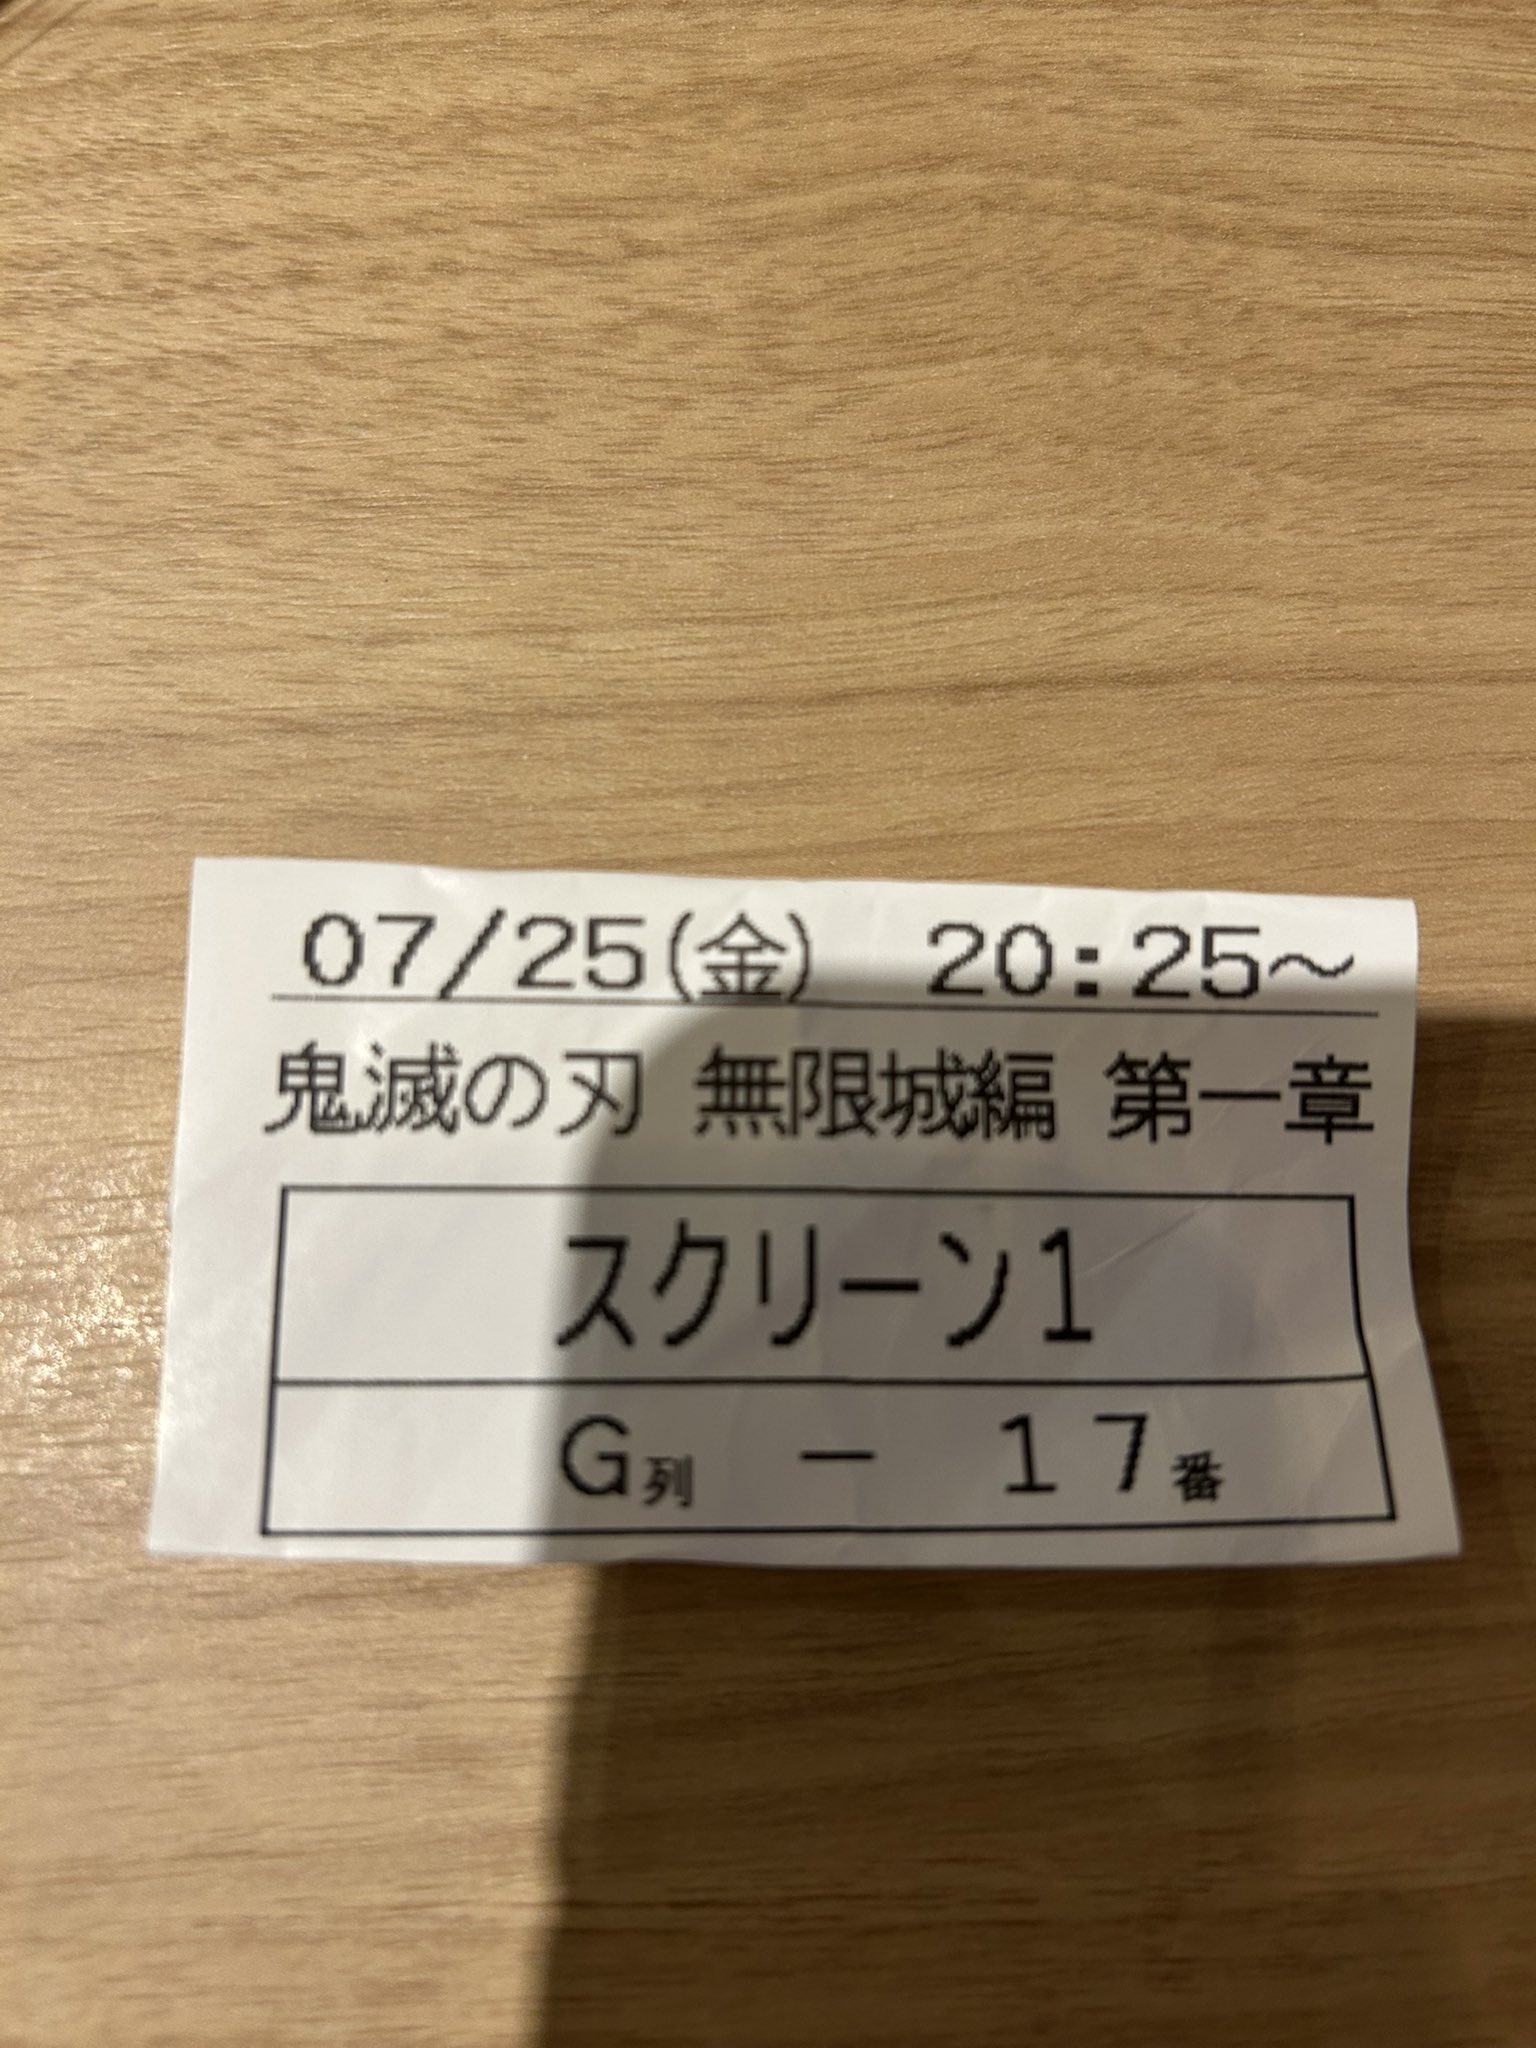 07/25(金) 20:25～
鬼滅の刃 無限城編 第一章
スクリーン1
G列 － 17番